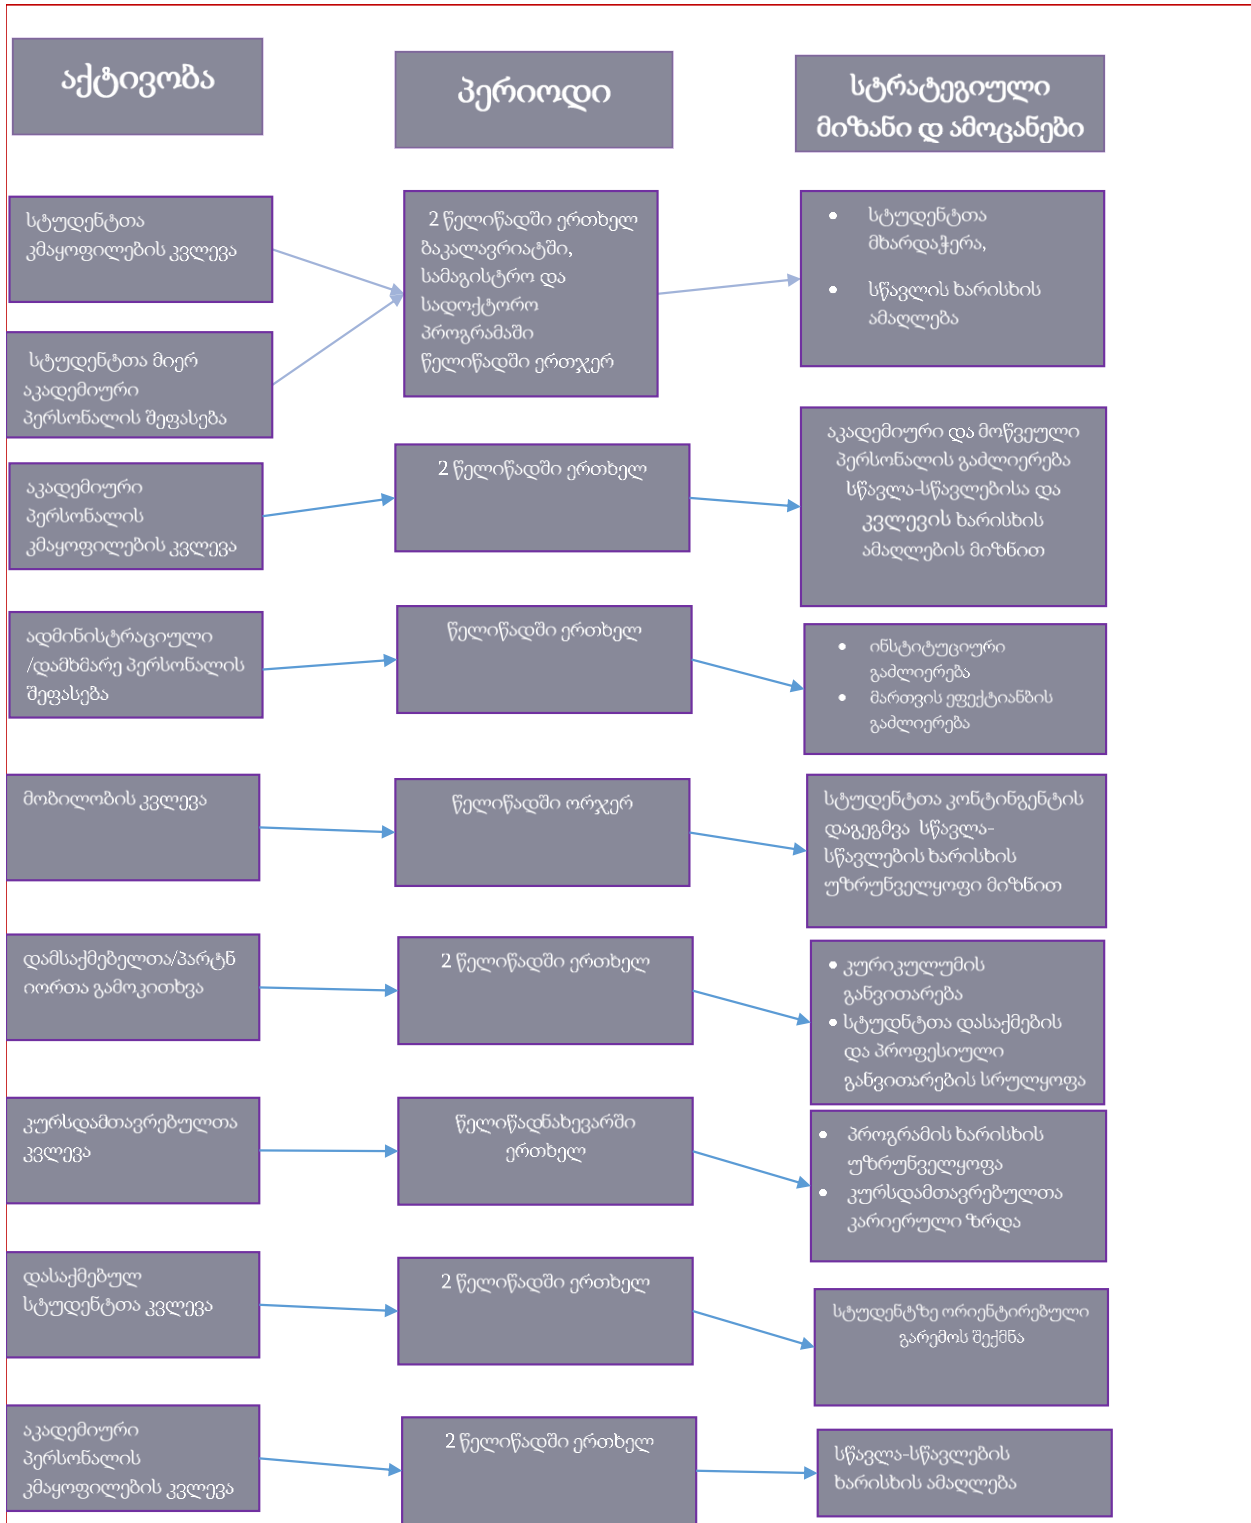 აქტივობა
პერიოდი
სტრატეგიული
მიზანი დ ამოცანები
სტუდენტთა
კმაყოფილების კვლევა
სტუდენტთა მიერ
აკადემიური
პერსონალის შეფასება
2 წელიწადში ერთხელ
ბაკალავრიატში,
სამაგისტრო და
სადოქტორო
პროგრამაში
წელიწადში ერთჯერ
• სტუდენტთა
მხარდაჭერა,
• სწავლის ხარისხის
ამაღლება
აკადემიური
პერსონალის
კმაყოფილების კვლევა
2 წელიწადში ერთხელ
აკადემიური და მოწვეული
პერსონალის გაძლიერება
სწავლა-სწავლებისა და
კვლევის ხარისხის
ამაღლების მიზნით
ადმინისტრაციული
/დამხმარე პერსონალის
შეფასება
წელიწადში ერთხელ
• ინსტიტუციური
გაძლიერება
• მართვის ეფექტიანბის
გაძლიერება
მობილობის კვლევა
წელიწადში ორჯერ
სტუდენტთა კონტინგენტის
დაგეგმვა სწავლა-
სწავლების ხარისხის
უზრუნველყოფი მიზნით
დამსაქმებელთა/პარტნ
იორთა გამოკითხვა
2 წელიწადში ერთხელ
• კურიკულუმის
განვითარება
• სტუდნტთა დასაქმების
და პროფესიული
განვითარების სრულყოფა
კურსდამთავრებულთა
კვლევა
წელიწადნახევარში
ერთხელ
• პროგრამის ხარისხის
უზრუნველყოფა
• კურსდამთავრებულთა
კარიერული ზრდა
დასაქმებულ
სტუდენტთა კვლევა
2 წელიწადში ერთხელ
სტუდენტზე ორიენტირებული
გარემოს შექმნა
აკადემიური
პერსონალის
კმაყოფილების კვლევა
2 წელიწადში ერთხელ
სწავლა-სწავლების
ხარისხის ამაღლება